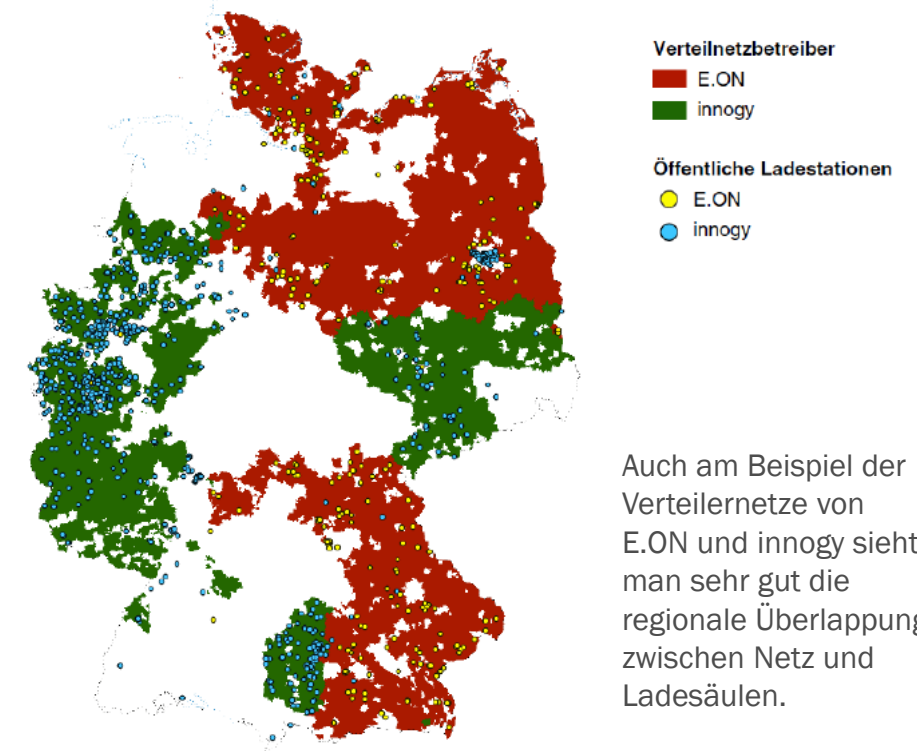 Verteilnetzbetreiber
E.ON
innogy
Öffentliche Ladestationen
E.ON
innogy
Auch am Beispiel der
Verteilernetze von
E.ON und innogy sieht
man sehr gut die
regionale Überlappung
zwischen Netz und
Ladesäulen.